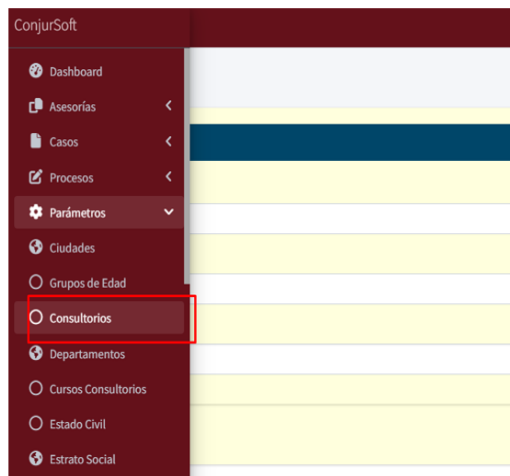 ConjurSoft
Dashboard
Asesorías
Casos
Procesos
Parámetros
Ciudades
Grupos de Edad
Consultorios
Departamentos
Cursos Consultorios
Estado Civil
Estrato Social